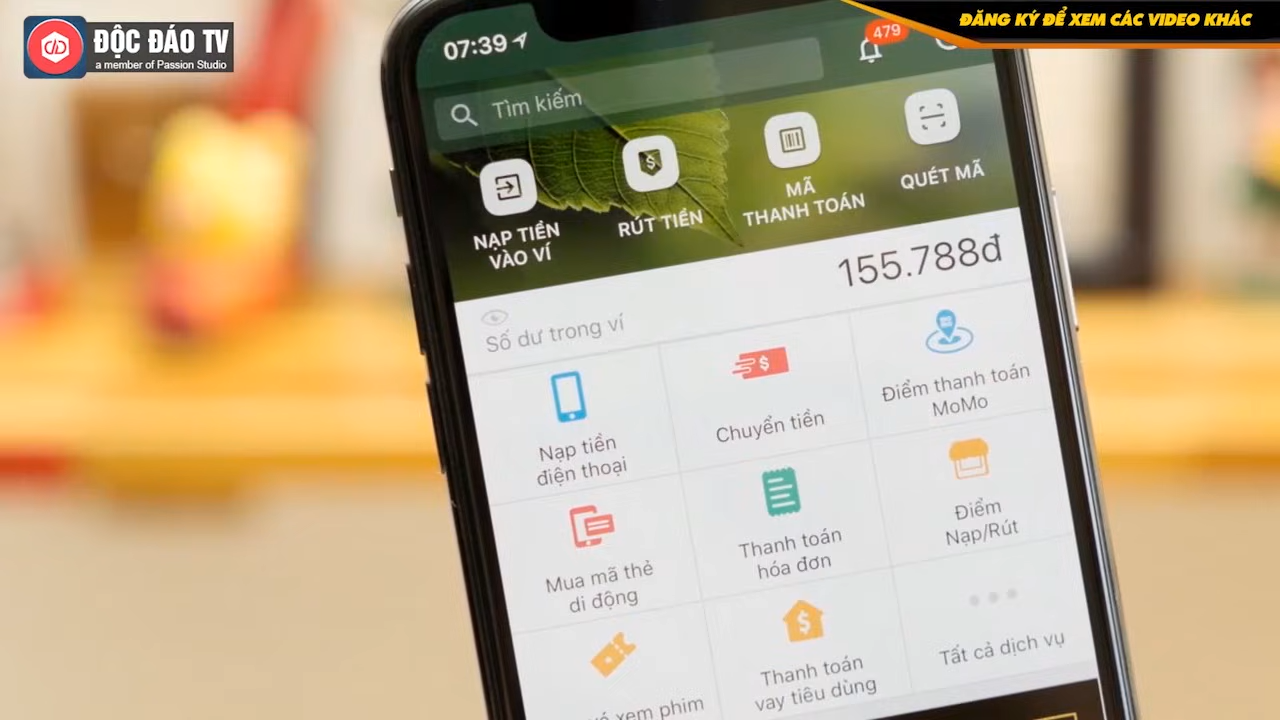 ĐỘC ĐÁO TV
a member of Passion Studio
ĐĂNG KÝ ĐỂ XEM CÁC VIDEO KHÁC
07:39
479
Tìm kiếm
NẠP TIỀN
VÀO VÍ
RÚT TIỀN
MÃ
THANH TOÁN
QUÉT MÃ
155.788đ
Số dư trong ví
Nạp tiền
điện thoại
Chuyển tiền
Điểm thanh toán
MoMo
Mua mã thẻ
di động
Thanh toán
hóa đơn
Điểm
Nạp/Rút
xem phim
Thanh toán
vay tiêu dùng
Tất cả dịch vụ